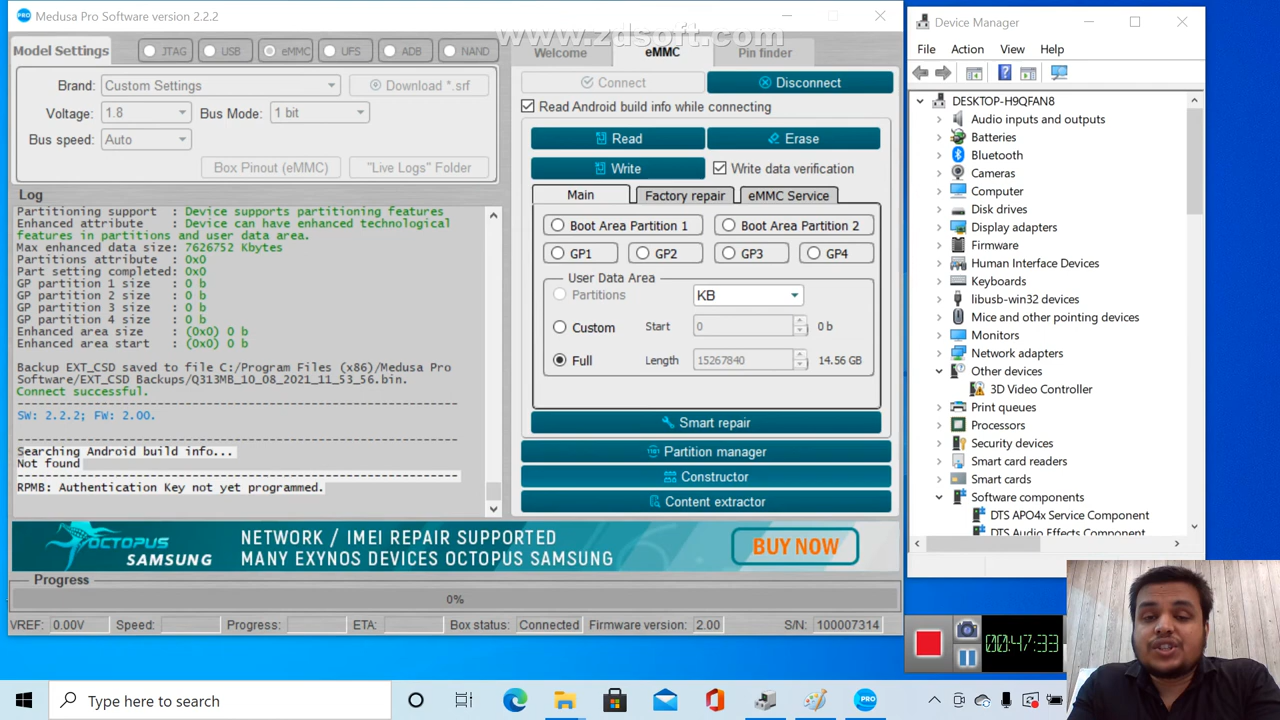 Medusa Pro Software version 2.2.2
www.zdsoft.com
Model Settings
JTAG
USB
eMMC
UFS
ADB
NAND
Brand: Custom Settings
Download *.srf
Voltage: 1.8
Bus Mode: 1 bit
Bus speed: Auto
Box Pinout (eMMC)
"Live Logs" Folder
Log
Partitioning support : Device supports partitioning features
Enhanced attribute : Device can have enhanced technological
features in partitions and user data area.
Max enhanced data size: 7626752 Kbytes
Partitions attribute : 0x0
Part setting completed: 0x0
GP partition 1 size : 0 b
GP partition 2 size : 0 b
GP partition 3 size : 0 b
GP partition 4 size : 0 b
Enhanced area size : (0x0) 0 b
Enhanced area start : (0x0) 0 b
Backup EXT_CSD saved to file C:/Program Files (x86)/Medusa Pro
Software/EXT_CSD Backups/Q313MB_10_08_2021_11_53_56.bin.
Connect successful.
SW: 2.2.2; FW: 2.00.
Searching Android build info...
Not found
RPMB: Authentication Key not yet programmed.
Welcome
eMMC
Pin finder
Connect
Disconnect
Read Android build info while connecting
Read
Erase
Write
Write data verification
Main
Factory repair
eMMC Service
Boot Area Partition 1
Boot Area Partition 2
GP1
GP2
GP3
GP4
User Data Area
Partitions
KB
Custom Start 0 0 b
Full Length 15267840 14.56 GB
Smart repair
Partition manager
Constructor
Content extractor
OCTOPUS
SAMSUNG
NETWORK / IMEI REPAIR SUPPORTED
MANY EXYNOS DEVICES OCTOPUS SAMSUNG
BUY NOW
Progress
0%
VREF: 0.00V
Speed:
Progress:
ETA:
Box status: Connected
Firmware version: 2.00
S/N: 100007314
Device Manager
File Action View Help
DESKTOP-H9QFAN8
Audio inputs and outputs
Batteries
Bluetooth
Cameras
Computer
Disk drives
Display adapters
Firmware
Human Interface Devices
Keyboards
libusb-win32 devices
Mice and other pointing devices
Monitors
Network adapters
Other devices
3D Video Controller
Print queues
Processors
Security devices
Smart card readers
Smart cards
Software components
DTS APO4x Service Component
DTS Audio Effects Component
00:47:33
Type here to search
PRO